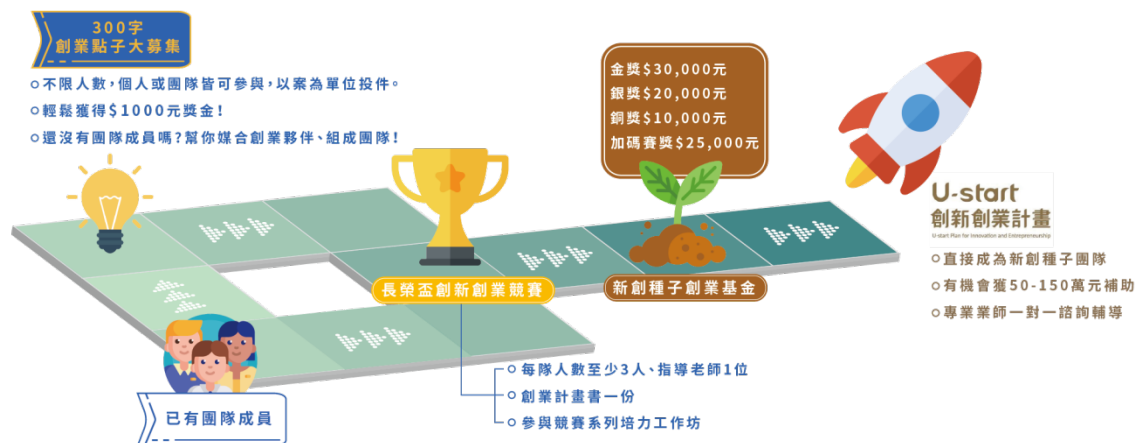 300字
創業點子大募集
不限人數,個人或團隊皆可參與,以案為單位投件。
輕鬆獲得$1000元獎金!
還沒有團隊成員嗎?幫你媒合創業夥伴、組成團隊!
金獎$30,000元
銀獎$20,000元
銅獎$10,000元
加碼賽獎$25,000元
U-start
創新創業計畫
U-start Plan for Innovation and Entrepreneurship
直接成為新創種子團隊
有機會獲50-150萬元補助
專業業師一對一諮詢輔導
長榮盃創新創業競賽
新創種子創業基金
每隊人數至少3人、指導老師1位
創業計畫書一份
參與競賽系列培力工作坊
已有團隊成員